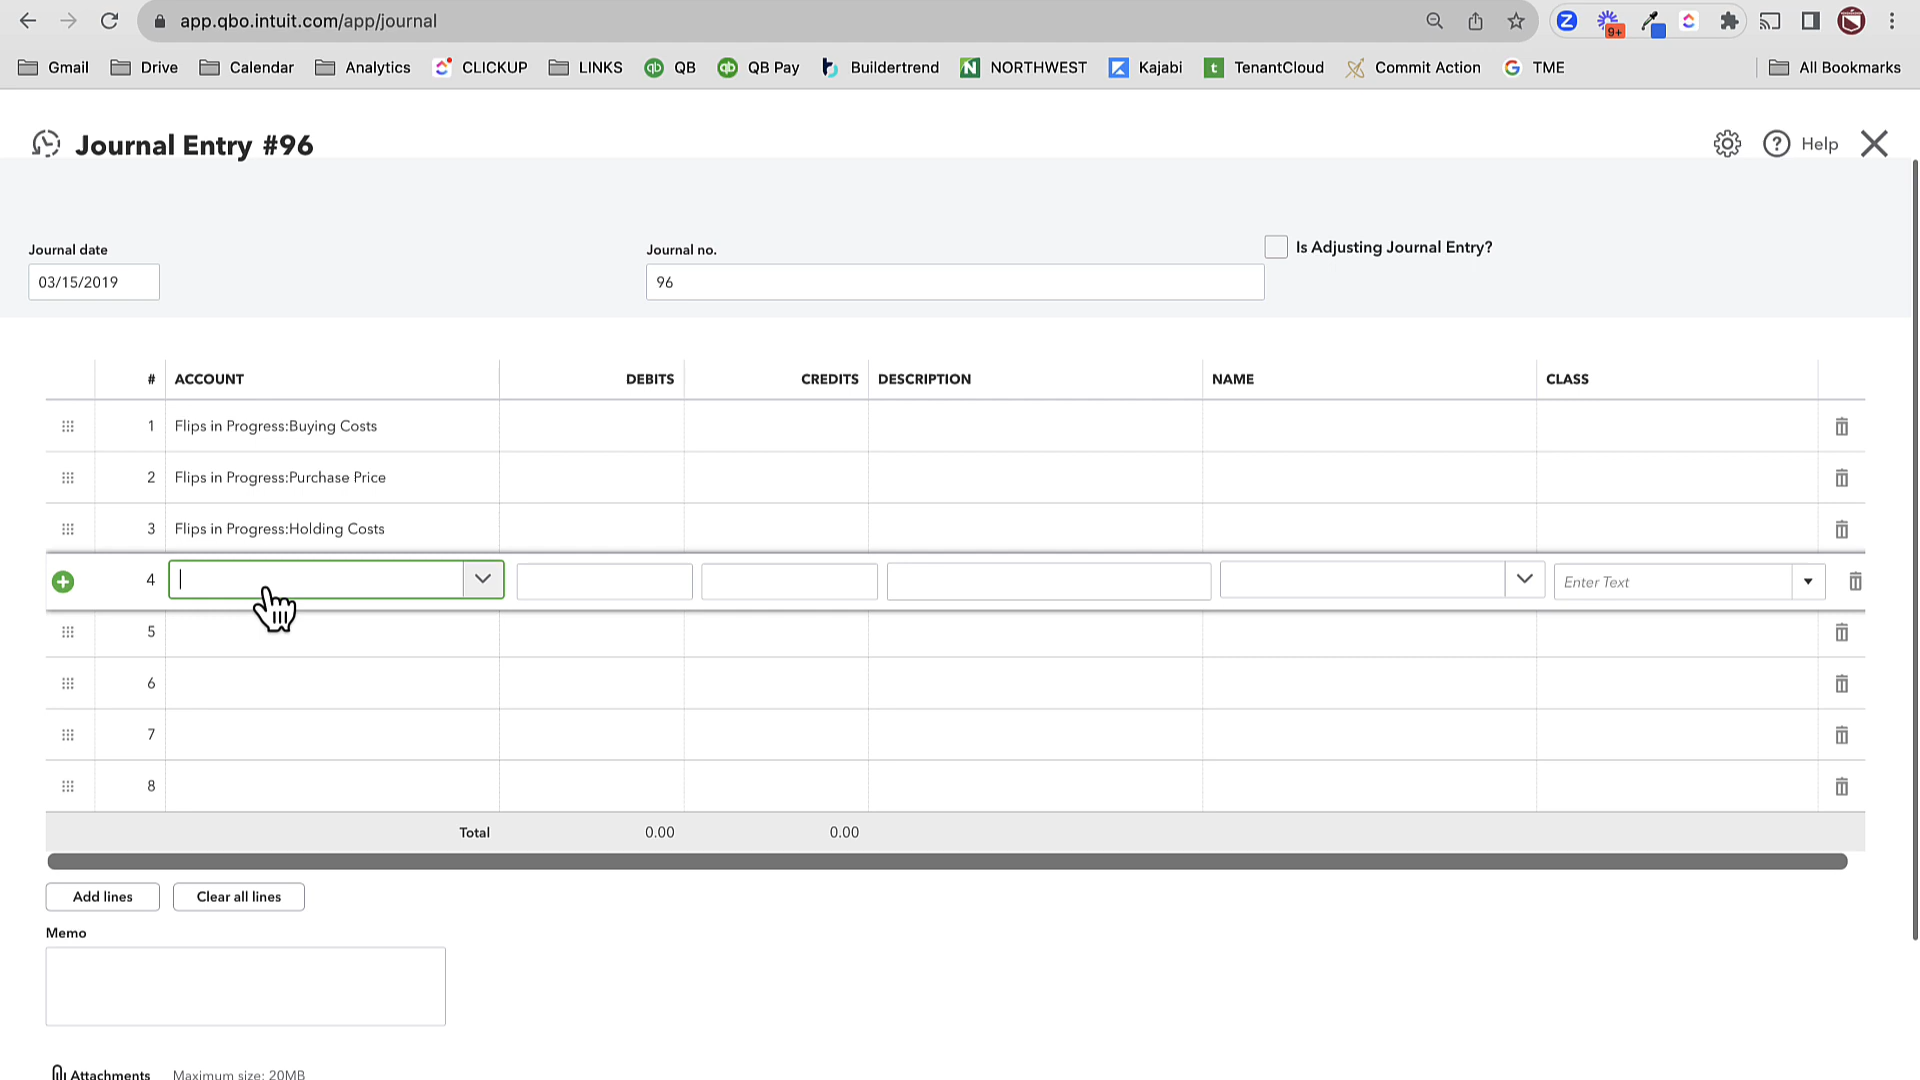 app.qbo.intuit.com/app/journal
9+
Gmail Drive Calendar Analytics CLICKUP LINKS QB QB Pay Buildertrend NORTHWEST Kajabi TenantCloud Commit Action TME All Bookmarks
Journal Entry #96
Help
Journal date
Journal no.
Is Adjusting Journal Entry?
03/15/2019
96
# ACCOUNT DEBITS CREDITS DESCRIPTION NAME CLASS
1 Flips in Progress:Buying Costs
2 Flips in Progress:Purchase Price
3 Flips in Progress:Holding Costs
4 Enter Text
5
6
7
8
Total 0.00 0.00
Add lines Clear all lines
Memo
Attachments Maximum size: 20MB